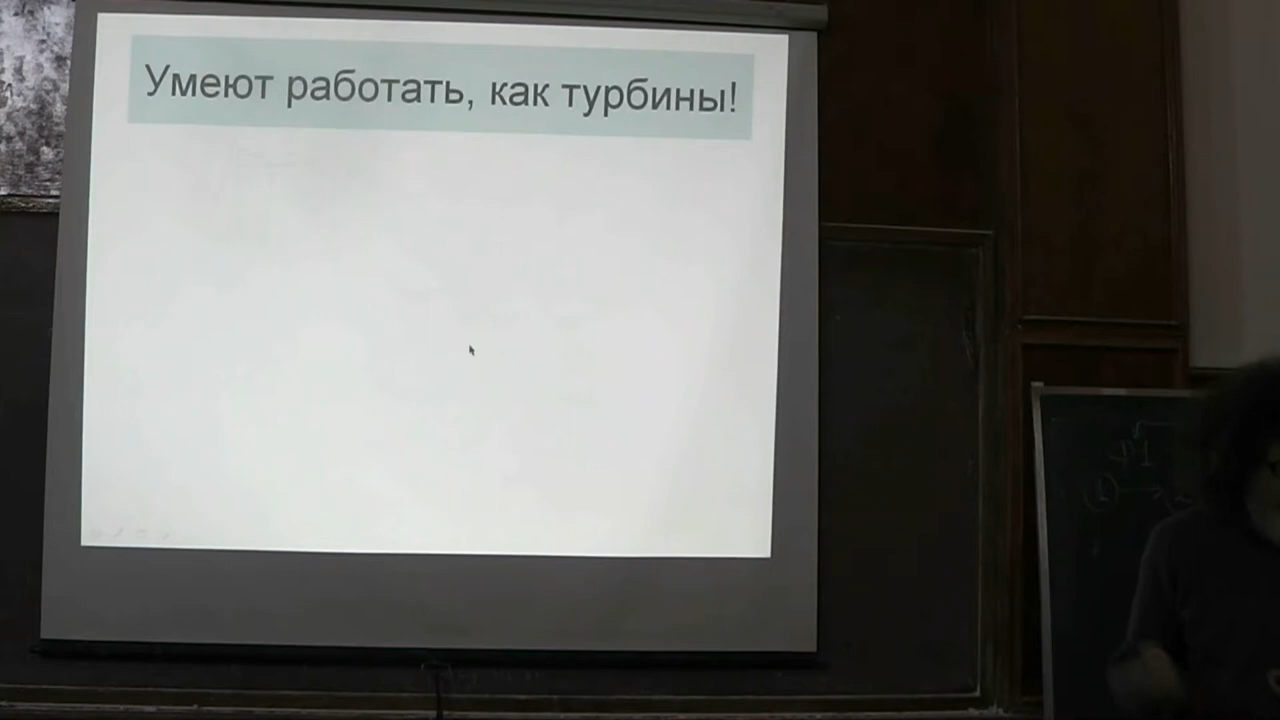 Умеют работать, как турбины!